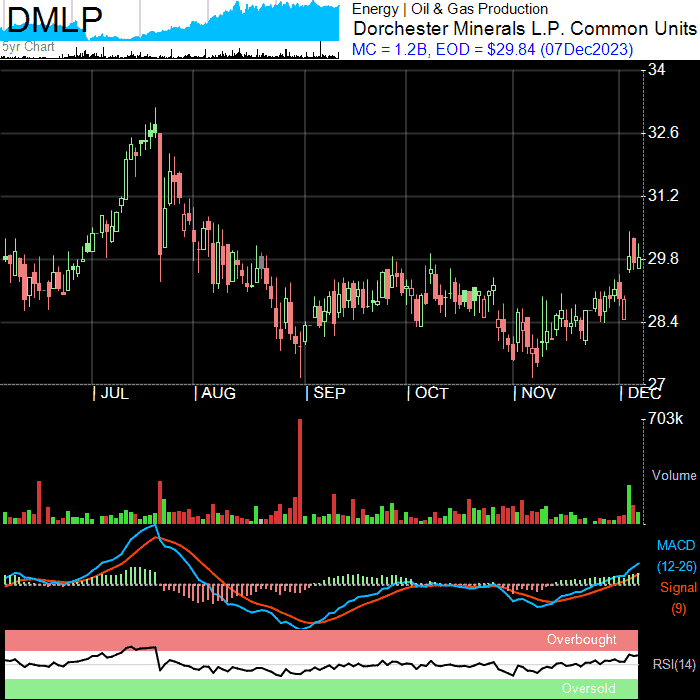 DMLP
5yr Chart
Energy | Oil & Gas Production
Dorchester Minerals L.P. Common Units
MC = 1.2B, EOD = $29.84 (07Dec2023)
34
32.6
31.2
29.8
28.4
27
JUL AUG SEP OCT NOV DEC
703k
Volume
MACD
(12-26)
Signal
(9)
Overbought
RSI(14)
Oversold